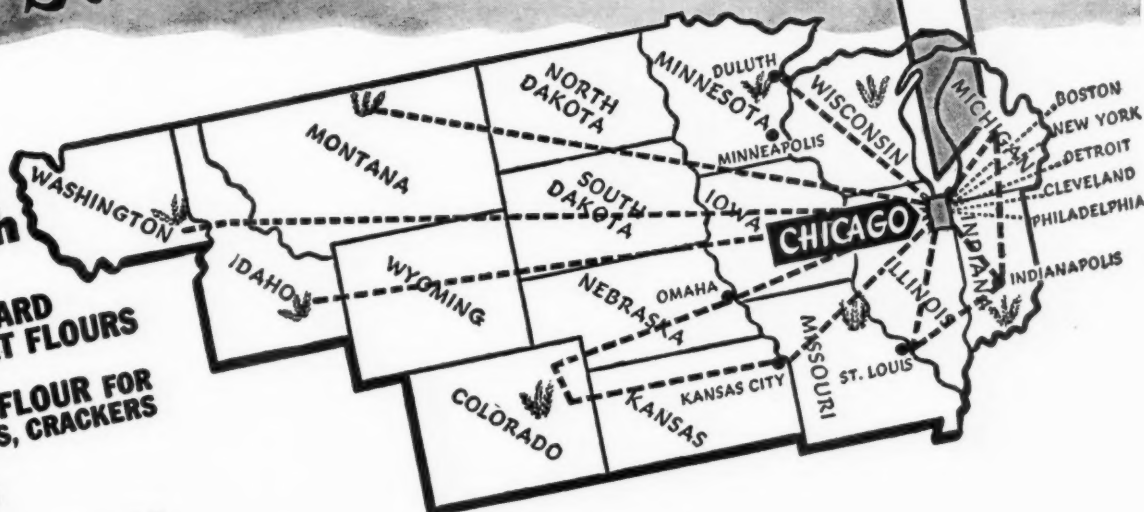 NORTH
DAKOTA
MINNESOTA
DULUTH
WISCONSIN
MICHIGAN
BOSTON
NEW YORK
DETROIT
CLEVELAND
PHILADELPHIA
MONTANA
MINNEAPOLIS
WASHINGTON
SOUTH
DAKOTA
IOWA
CHICAGO
INDIANA
INDIANAPOLIS
IDAHO
WYOMING
NEBRASKA
OMAHA
ILLINOIS
MISSOURI
ST. LOUIS
COLORADO
KANSAS
KANSAS CITY
FLOURS
FLOUR FOR
CRACKERS